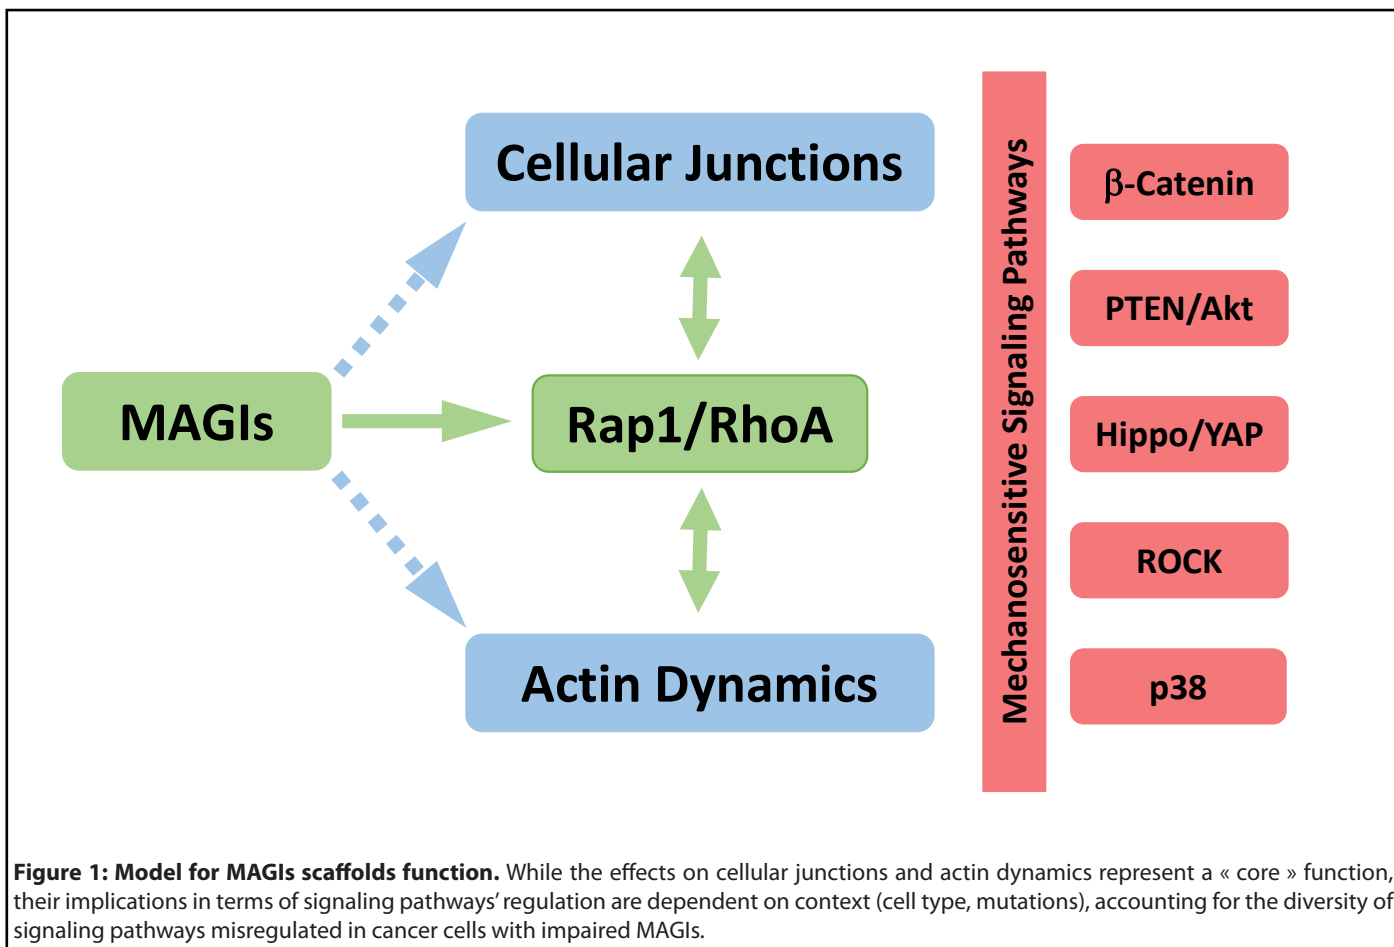 Cellular Junctions
MAGIs
Rap1/RhoA
Actin Dynamics
Mechanosensitive Signaling Pathways
β-Catenin
PTEN/Akt
Hippo/YAP
ROCK
p38
Figure 1: Model for MAGIs scaffolds function. While the effects on cellular junctions and actin dynamics represent a « core » function,
their implications in terms of signaling pathways’ regulation are dependent on context (cell type, mutations), accounting for the diversity of
signaling pathways misregulated in cancer cells with impaired MAGIs.